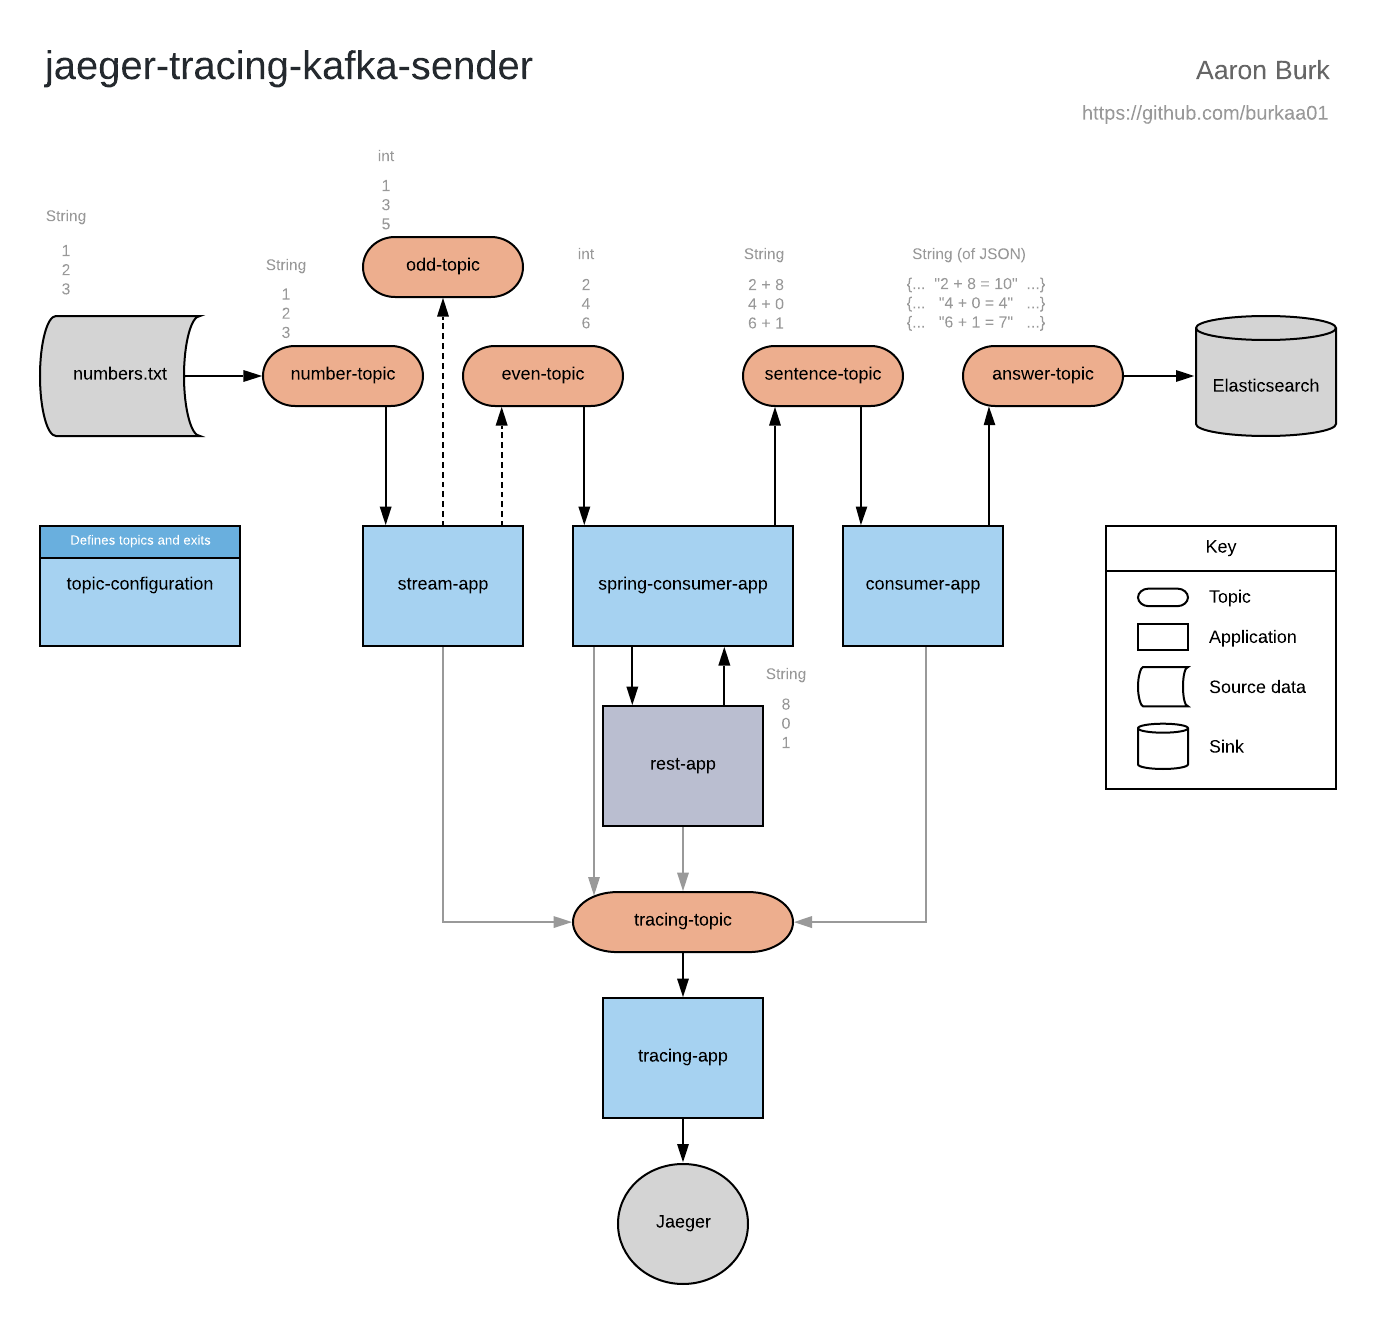 jaeger-tracing-kafka-sender
Aaron Burk
https://github.com/burkaa01
int
1
3
5
String
1
2
3
String
1
2
3
odd-topic
int
2
4
6
String
2 + 8
4 + 0
6 + 1
String (of JSON)
{... "2 + 8 = 10" ...}
{... "4 + 0 = 4" ...}
{... "6 + 1 = 7" ...}
numbers.txt
number-topic
even-topic
sentence-topic
answer-topic
Elasticsearch
Defines topics and exits
topic-configuration
stream-app
spring-consumer-app
consumer-app
Key
Topic
Application
Source data
Sink
String
8
0
1
rest-app
tracing-topic
tracing-app
Jaeger